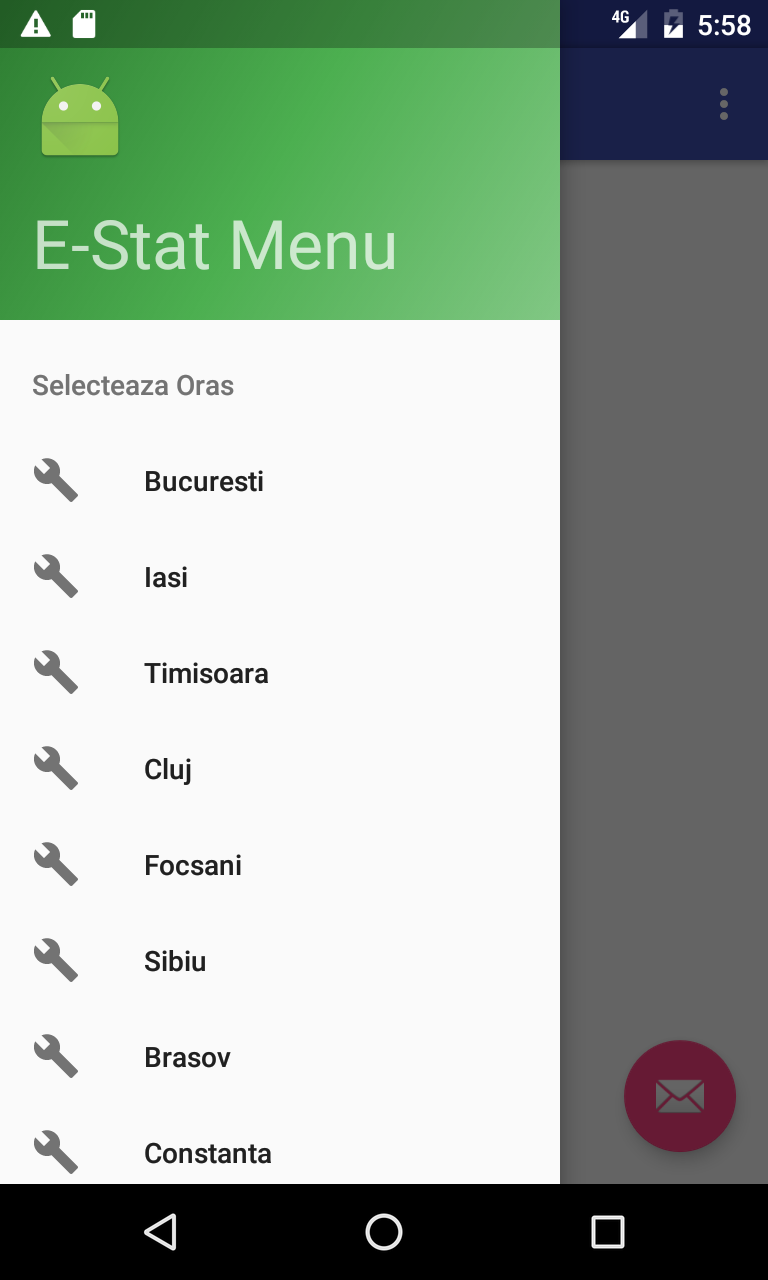 4G 5:58
E-Stat Menu
Selecteaza Oras
Bucuresti
Iasi
Timisoara
Cluj
Focsani
Sibiu
Brasov
Constanta